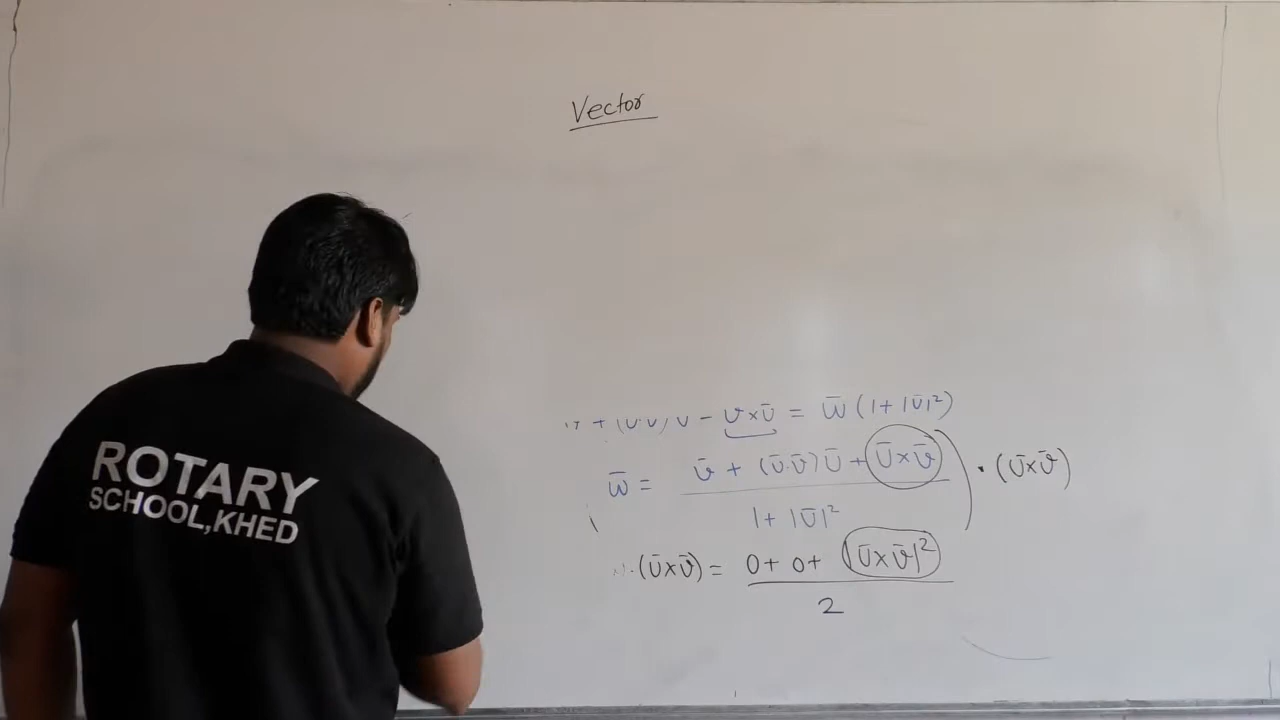 Vector
ROTARY
SCHOOL,KHED
+ (U·v) U − v×Ū = w̄ (1+|Ū|²)
w̄ = v̄ + (Ū·v̄)Ū + Ū×v̄ ) · (Ū×v̄)
1+ |Ū|²
·(Ū×v̄) = 0+ 0+ |Ū×v̄|²
2